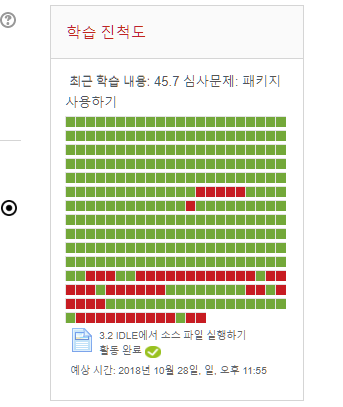 학습 진척도
최근 학습 내용: 45.7 심사문제: 패키지
사용하기
3.2 IDLE에서 소스 파일 실행하기
활동 완료
예상 시간: 2018년 10월 28일, 일, 오후 11:55